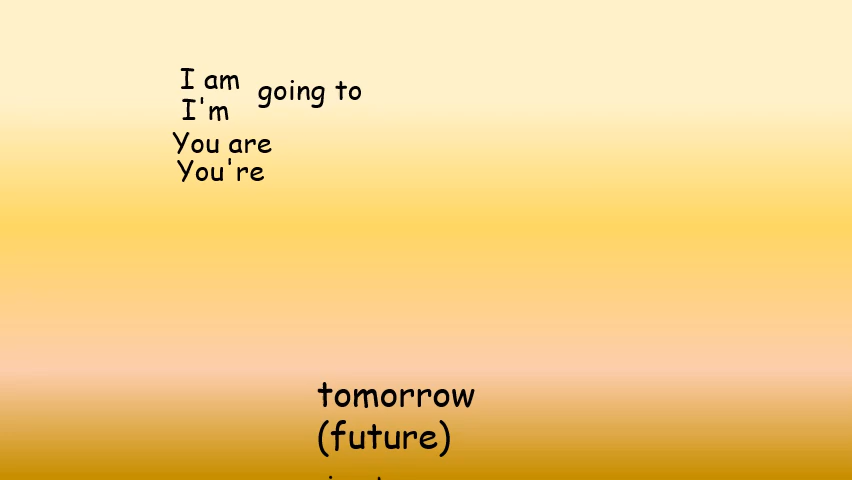 I am
I'm
going to
You are
You're
tomorrow
(future)